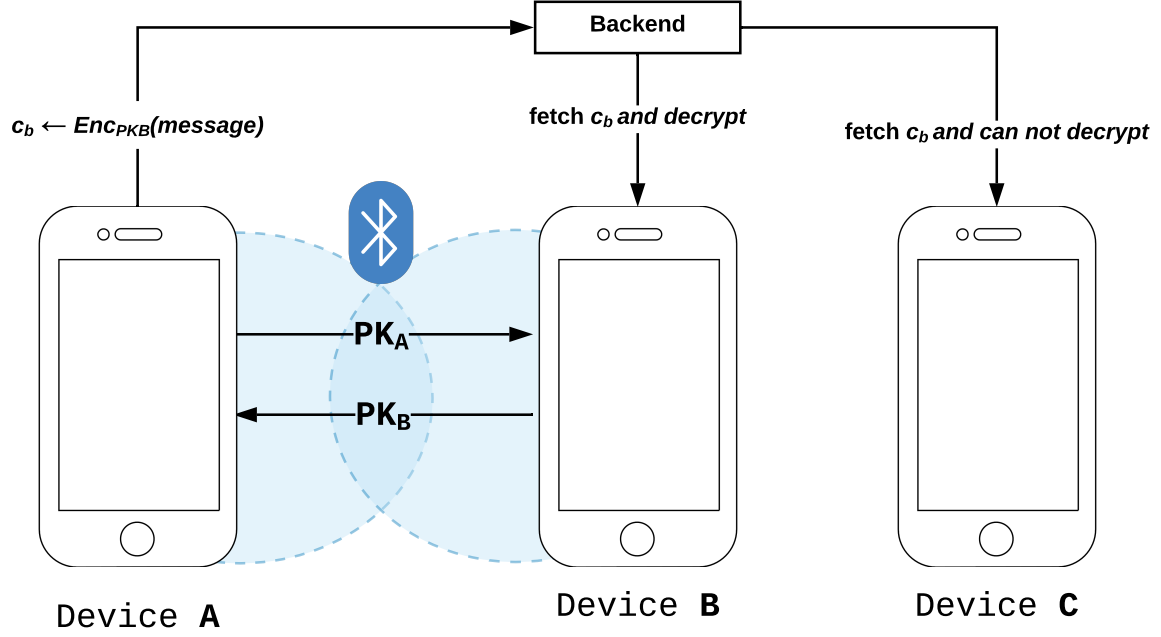 Backend
c_b ← Enc_PKB(message)
fetch c_b and decrypt
fetch c_b and can not decrypt
PK_A
PK_B
Device A
Device B
Device C